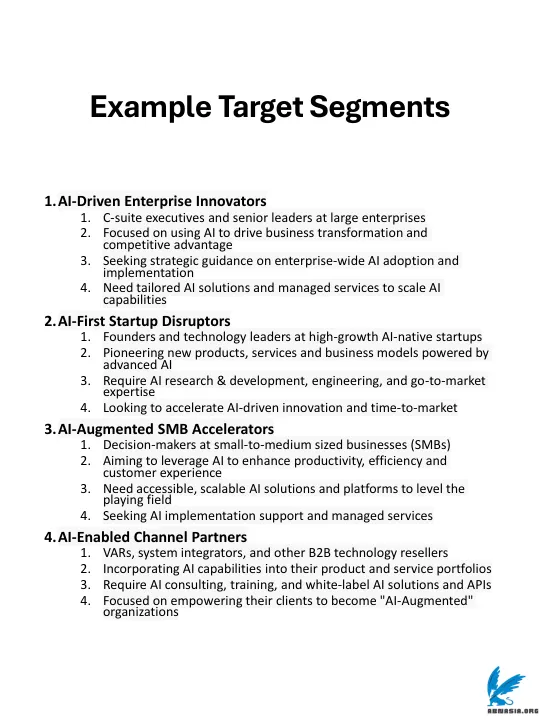 Example Target Segments
1. AI-Driven Enterprise Innovators
1. C-suite executives and senior leaders at large enterprises
2. Focused on using AI to drive business transformation and
competitive advantage
3. Seeking strategic guidance on enterprise-wide AI adoption and
implementation
4. Need tailored AI solutions and managed services to scale AI
capabilities
2. AI-First Startup Disruptors
1. Founders and technology leaders at high-growth AI-native startups
2. Pioneering new products, services and business models powered by
advanced AI
3. Require AI research & development, engineering, and go-to-market
expertise
4. Looking to accelerate AI-driven innovation and time-to-market
3. AI-Augmented SMB Accelerators
1. Decision-makers at small-to-medium sized businesses (SMBs)
2. Aiming to leverage AI to enhance productivity, efficiency and
customer experience
3. Need accessible, scalable AI solutions and platforms to level the
playing field
4. Seeking AI implementation support and managed services
4. AI-Enabled Channel Partners
1. VARs, system integrators, and other B2B technology resellers
2. Incorporating AI capabilities into their product and service portfolios
3. Require AI consulting, training, and white-label AI solutions and APIs
4. Focused on empowering their clients to become "AI-Augmented"
organizations
ABNASIA.ORG